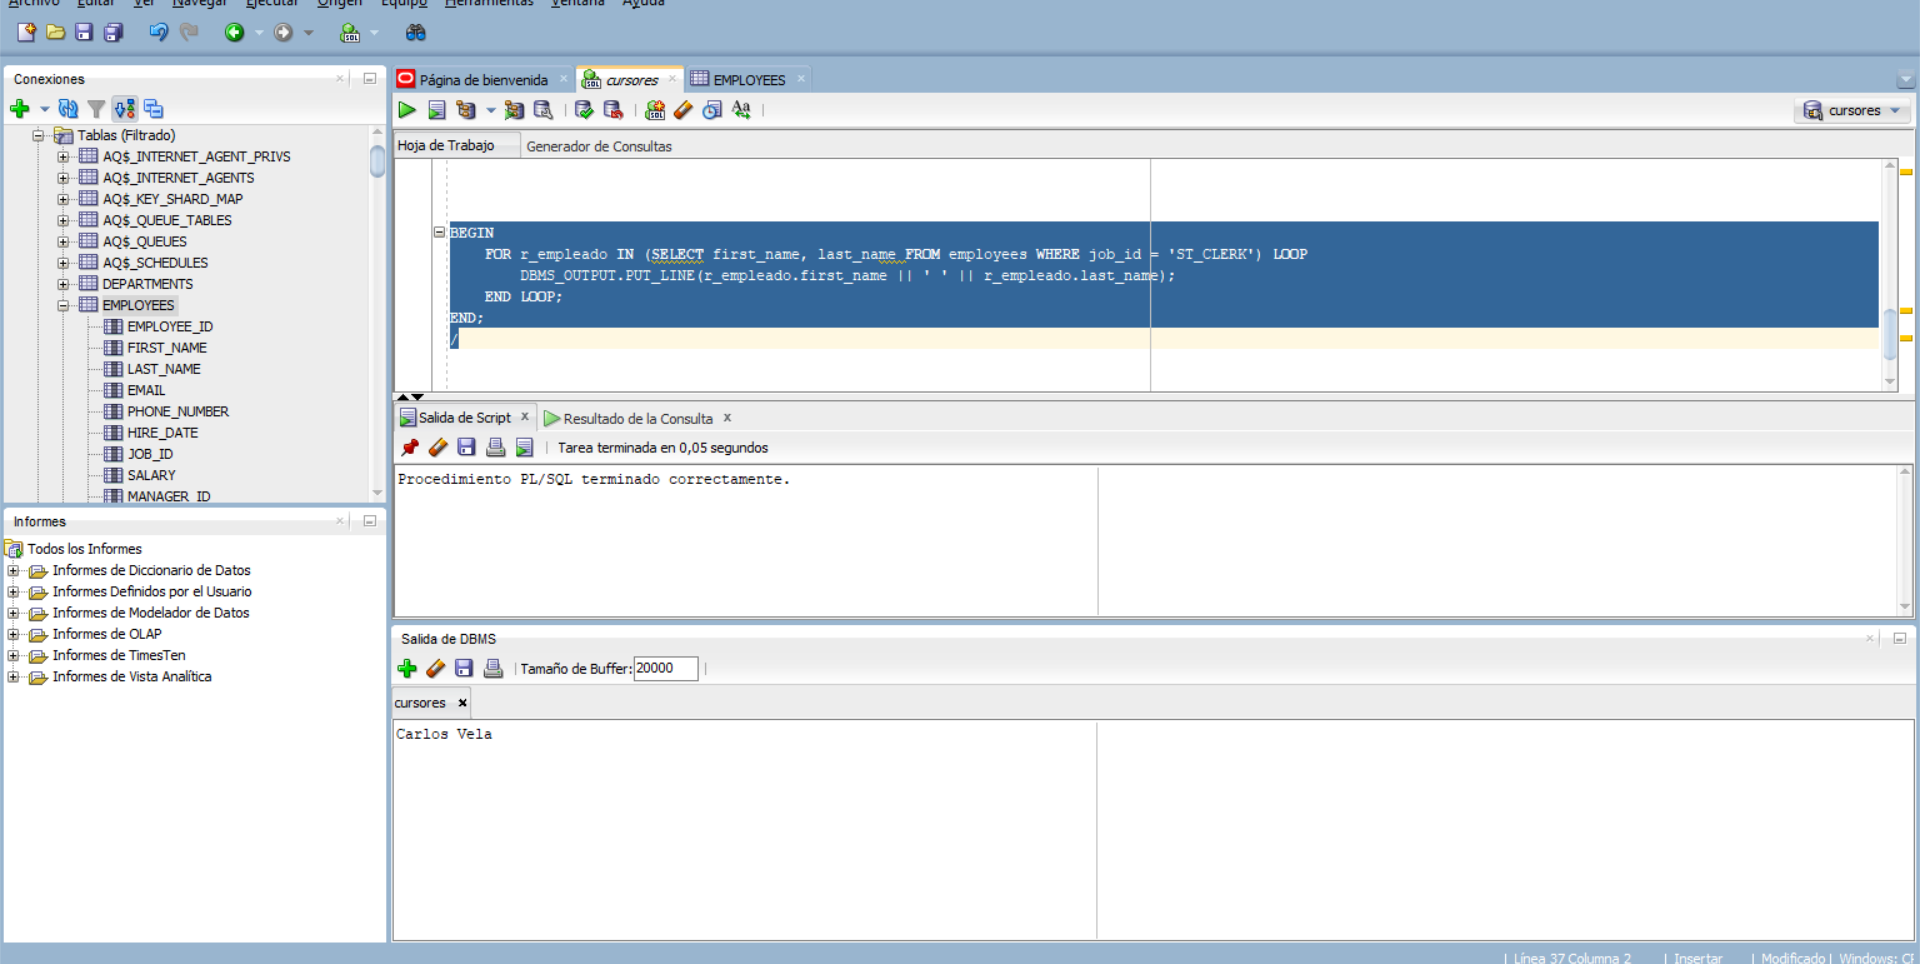 Archivo Editar Ver Navegar Ejecutar Origen Equipo Herramientas Ventana Ayuda
Conexiones
Tablas (Filtrado)
AQ$_INTERNET_AGENT_PRIVS
AQ$_INTERNET_AGENTS
AQ$_KEY_SHARD_MAP
AQ$_QUEUE_TABLES
AQ$_QUEUES
AQ$_SCHEDULES
DEPARTMENTS
EMPLOYEES
EMPLOYEE_ID
FIRST_NAME
LAST_NAME
EMAIL
PHONE_NUMBER
HIRE_DATE
JOB_ID
SALARY
MANAGER_ID
Informes
Todos los Informes
Informes de Diccionario de Datos
Informes Definidos por el Usuario
Informes de Modelador de Datos
Informes de OLAP
Informes de TimesTen
Informes de Vista Analítica
Página de bienvenida
cursores
EMPLOYEES
cursores
Hoja de Trabajo
Generador de Consultas
BEGIN
FOR r_empleado IN (SELECT first_name, last_name FROM employees WHERE job_id = 'ST_CLERK') LOOP
DBMS_OUTPUT.PUT_LINE(r_empleado.first_name || ' ' || r_empleado.last_name);
END LOOP;
END;
/
Salida de Script
Resultado de la Consulta
Tarea terminada en 0,05 segundos
Procedimiento PL/SQL terminado correctamente.
Salida de DBMS
Tamaño de Buffer: 20000
cursores
Carlos Vela
| Línea 37 Columna 2 | Insertar | Modificado | Windows: